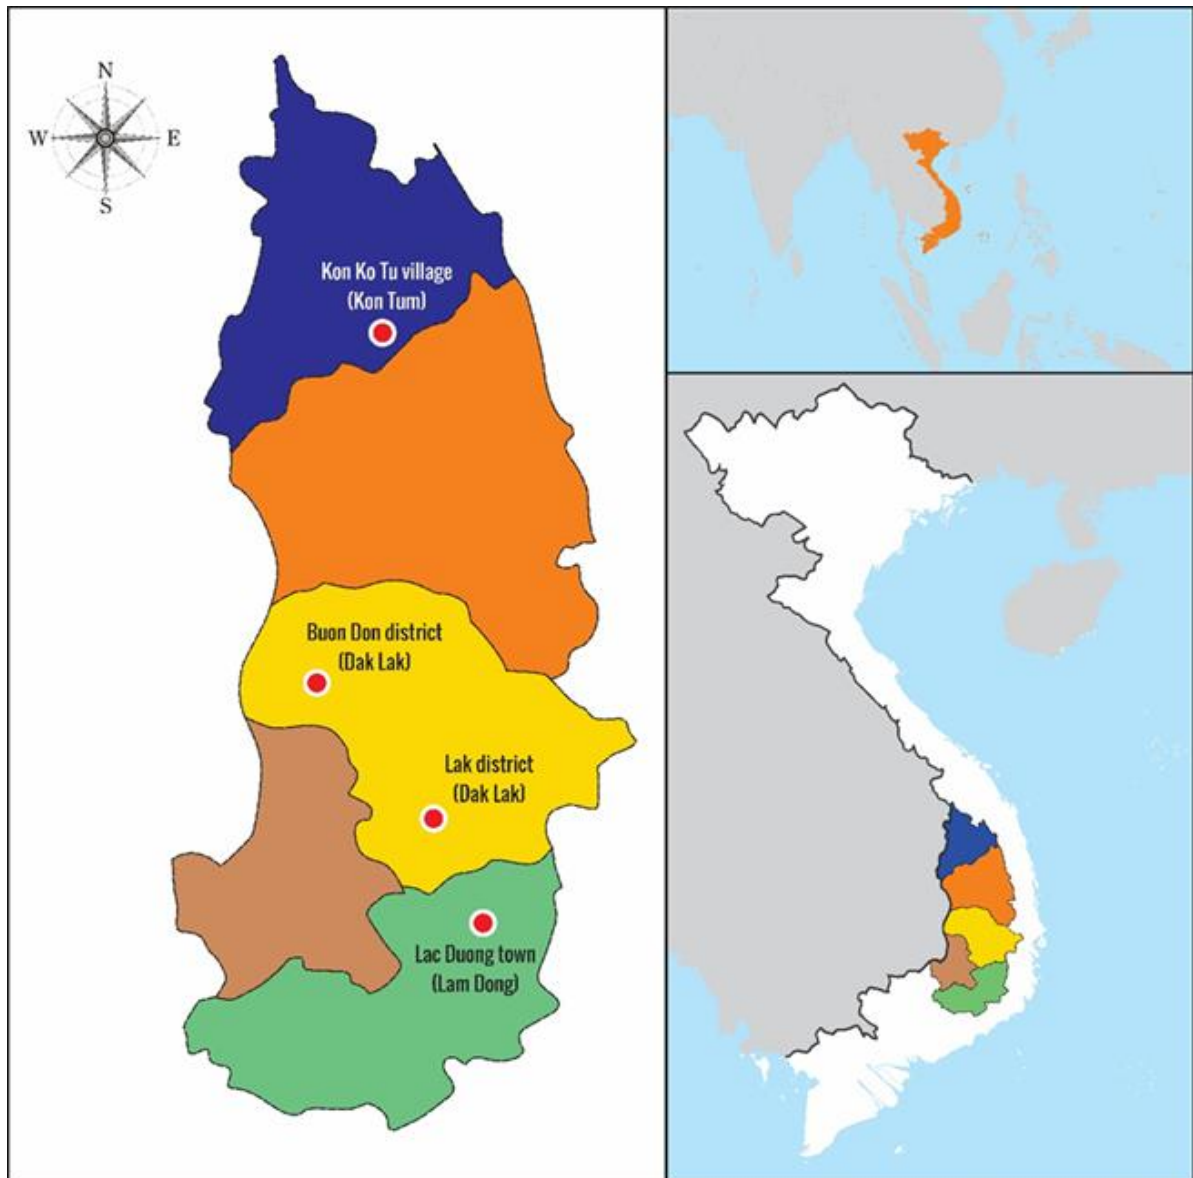 N
W E
S
Kon Ko Tu village
(Kon Tum)
Buon Don district
(Dak Lak)
Lak district
(Dak Lak)
Lac Duong town
(Lam Dong)